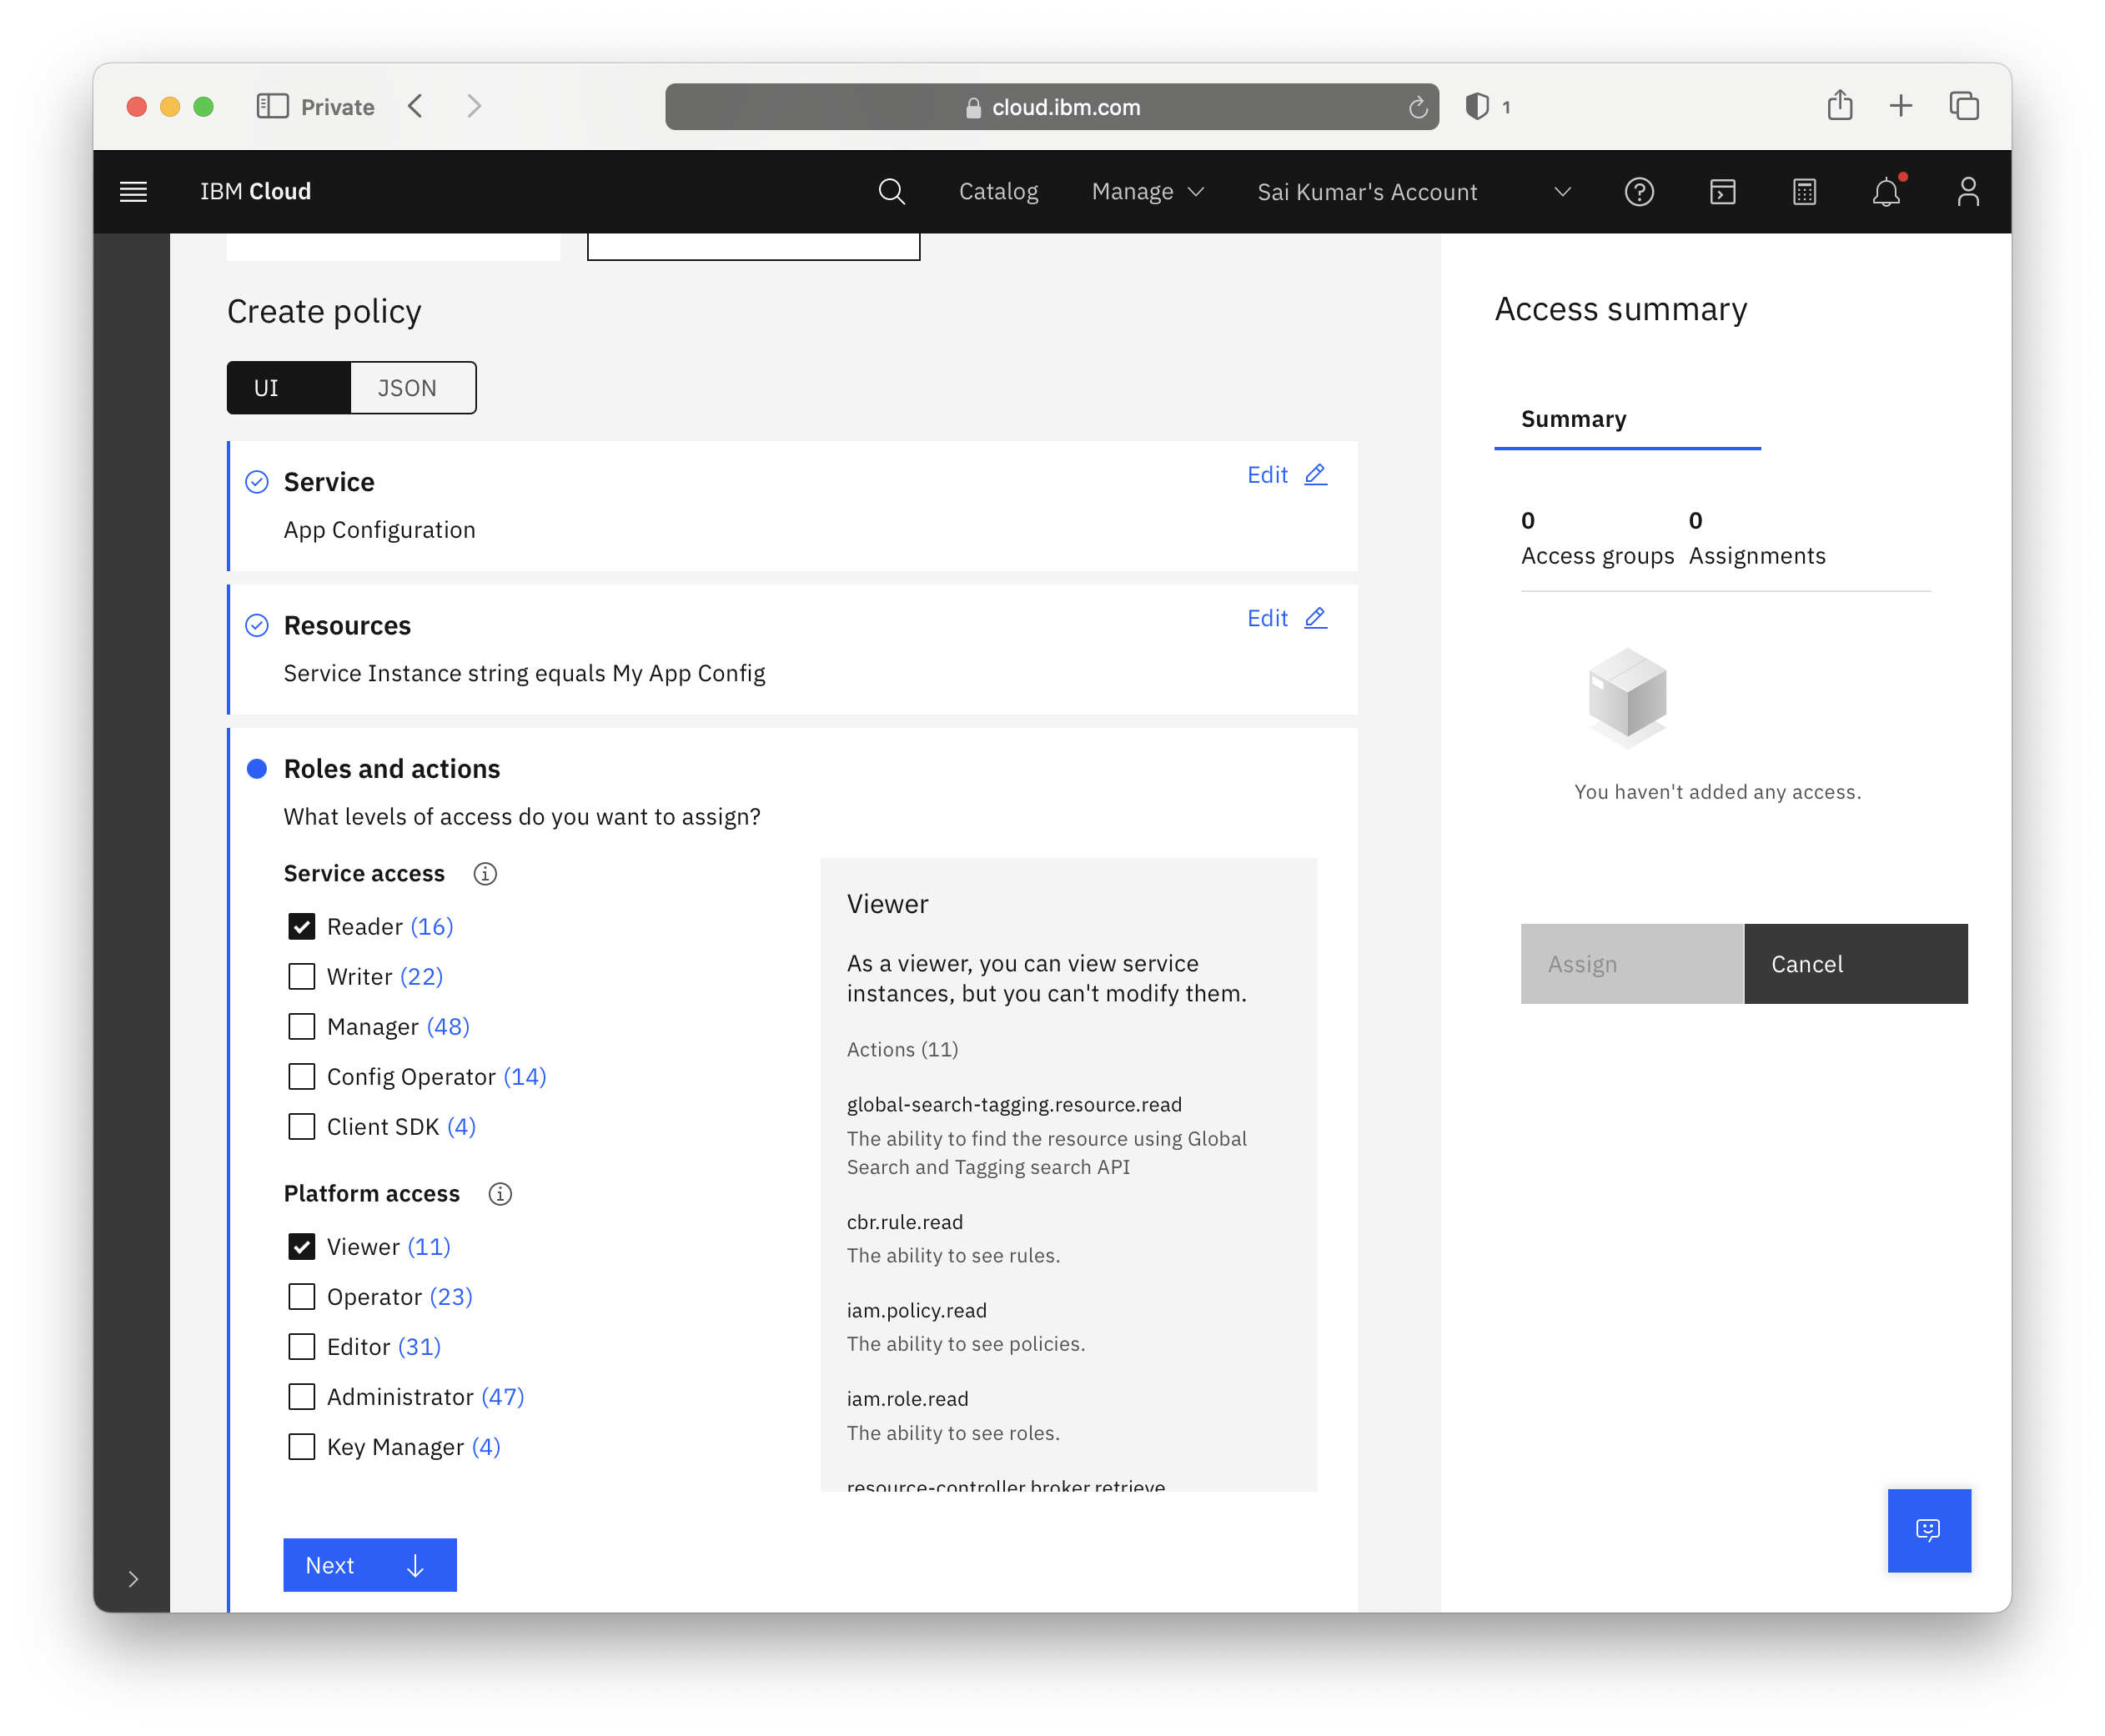 Private
cloud.ibm.com
1
IBM Cloud
Catalog
Manage
Sai Kumar's Account
Create policy
UI
JSON
Service
Edit
App Configuration
Resources
Edit
Service Instance string equals My App Config
Roles and actions
What levels of access do you want to assign?
Service access
Reader (16)
Writer (22)
Manager (48)
Config Operator (14)
Client SDK (4)
Platform access
Viewer (11)
Operator (23)
Editor (31)
Administrator (47)
Key Manager (4)
Next
Viewer
As a viewer, you can view service
instances, but you can't modify them.
Actions (11)
global-search-tagging.resource.read
The ability to find the resource using Global
Search and Tagging search API
cbr.rule.read
The ability to see rules.
iam.policy.read
The ability to see policies.
iam.role.read
The ability to see roles.
resource-controller.broker.retrieve
Access summary
Summary
0
Access groups
0
Assignments
You haven't added any access.
Assign
Cancel